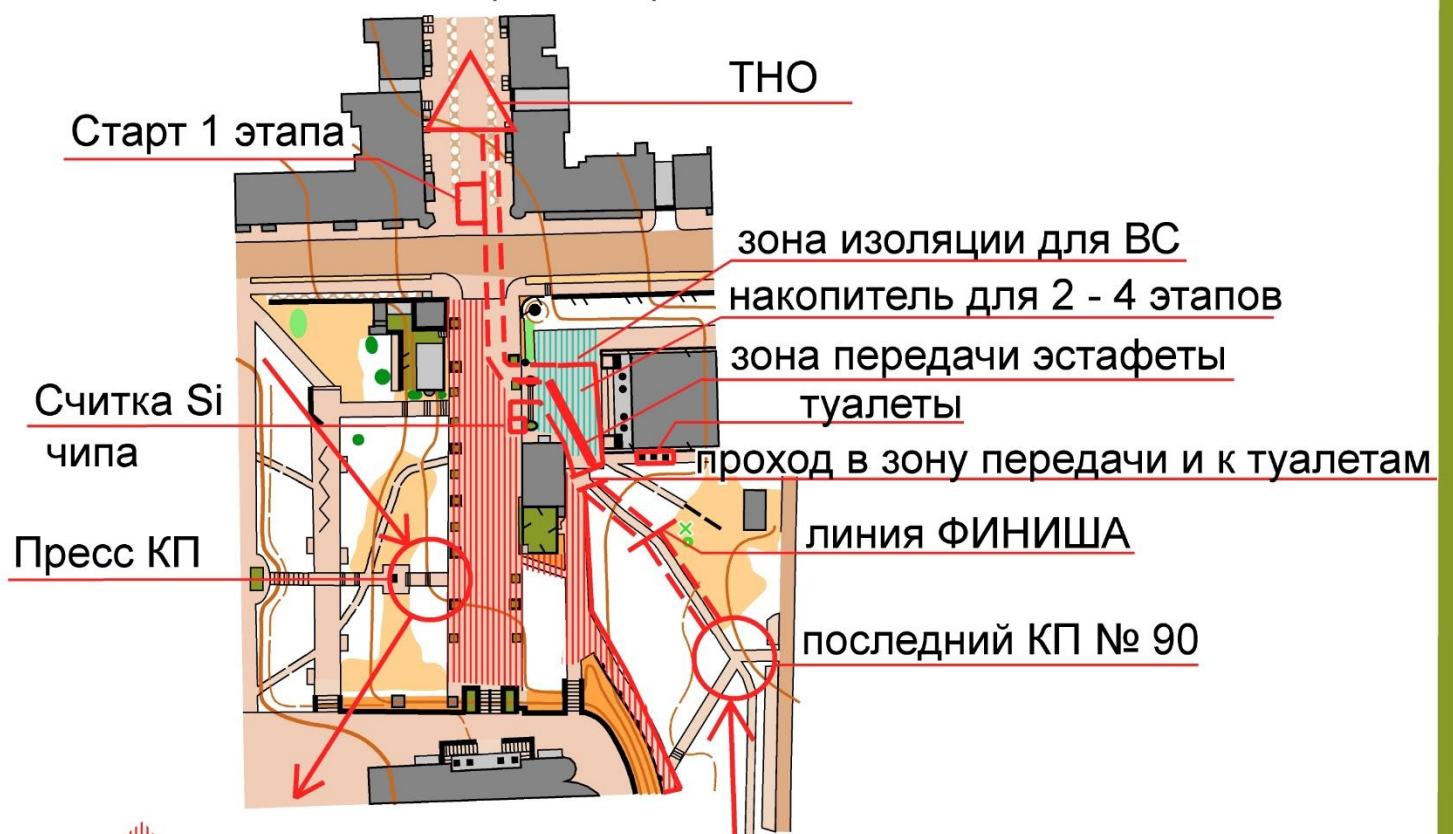 ТНО
Старт 1 этапа
зона изоляции для ВС
накопитель для 2 - 4 этапов
зона передачи эстафеты
туалеты
Считка Si
чипа
проход в зону передачи и к туалетам
линия ФИНИША
Пресс КП
последний КП № 90